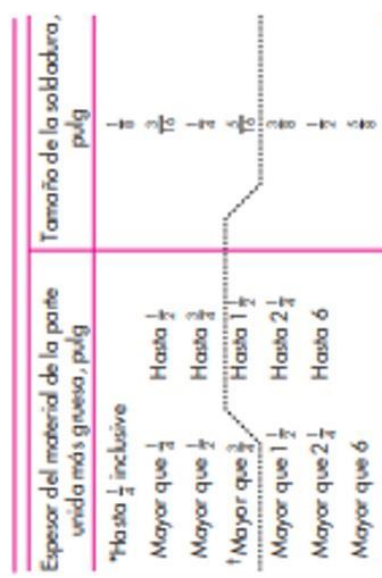 Espesor del material de la parte unida más gruesa, pulg Tamaño de la soldadura, pulg
*Hasta 1/4 inclusive 1/8
Mayor que 1/4 Hasta 1/2 3/16
Mayor que 1/2 Hasta 3/4 1/4
†Mayor que 3/4 Hasta 1 1/2 5/16
Mayor que 1 1/2 Hasta 2 1/4 3/8
Mayor que 2 1/4 Hasta 6 1/2
Mayor que 6 5/8